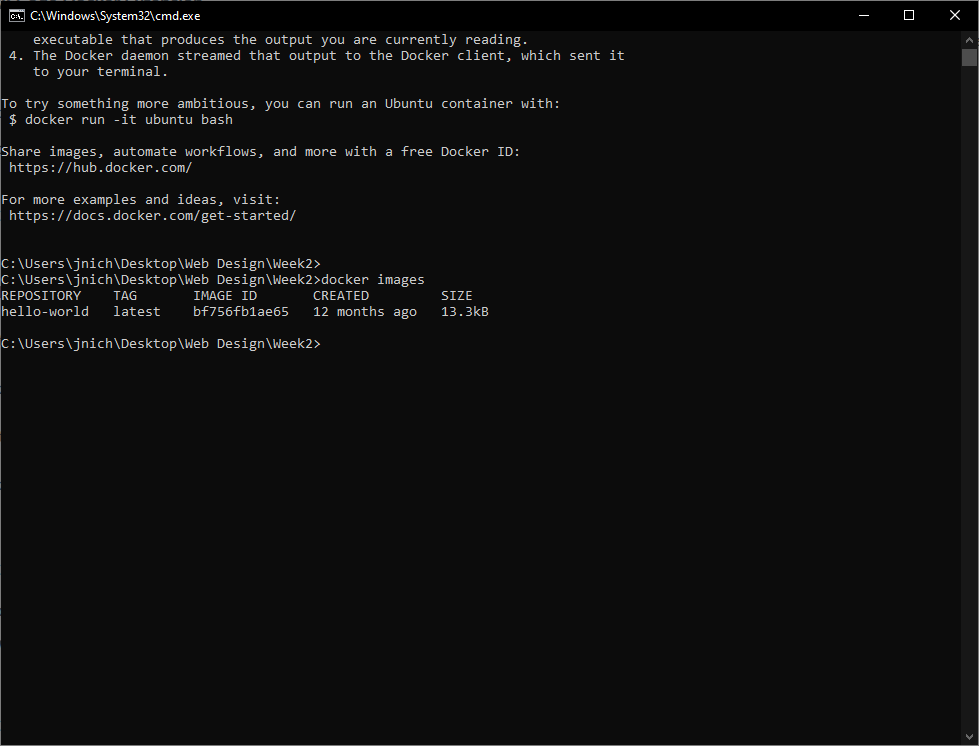 C:\Windows\System32\cmd.exe
    executable that produces the output you are currently reading.
 4. The Docker daemon streamed that output to the Docker client, which sent it
    to your terminal.

To try something more ambitious, you can run an Ubuntu container with:
 $ docker run -it ubuntu bash

Share images, automate workflows, and more with a free Docker ID:
 https://hub.docker.com/

For more examples and ideas, visit:
 https://docs.docker.com/get-started/


C:\Users\jnich\Desktop\Web Design\Week2>
C:\Users\jnich\Desktop\Web Design\Week2>docker images
REPOSITORY    TAG       IMAGE ID       CREATED         SIZE
hello-world   latest    bf756fb1ae65   12 months ago   13.3kB

C:\Users\jnich\Desktop\Web Design\Week2>